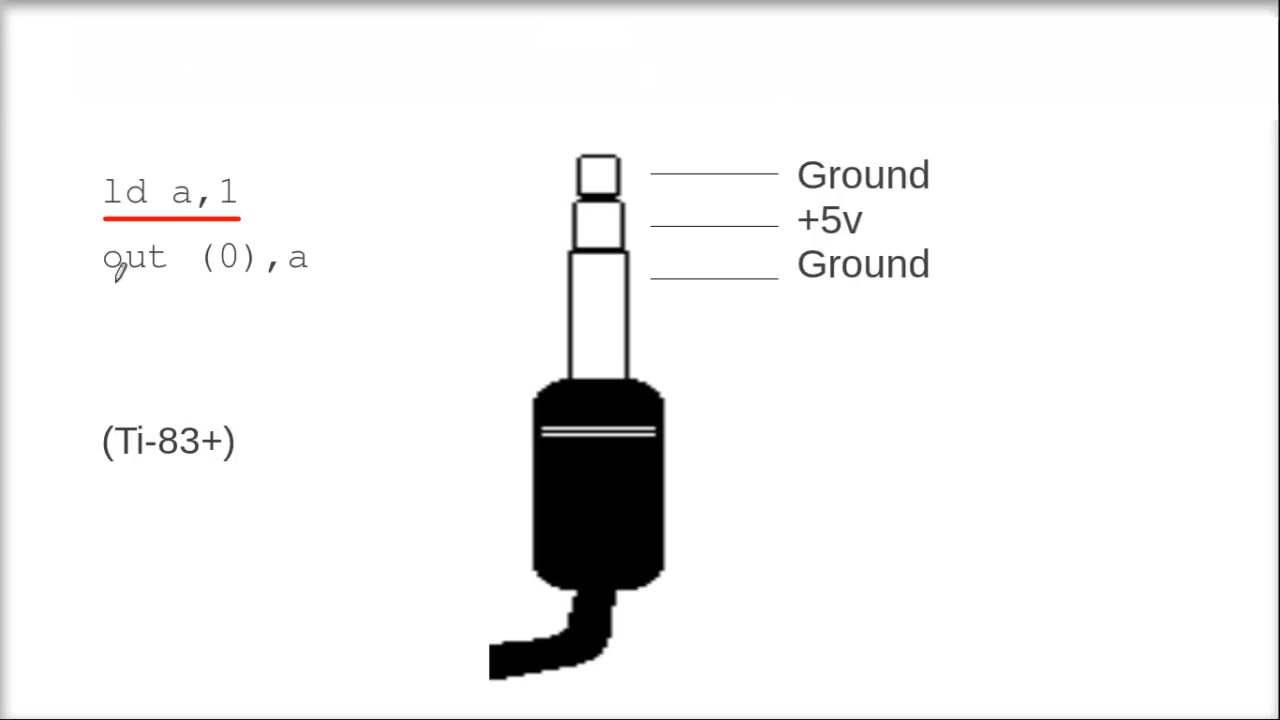 ld a,1
out (0),a
(Ti-83+)
Ground
+5v
Ground